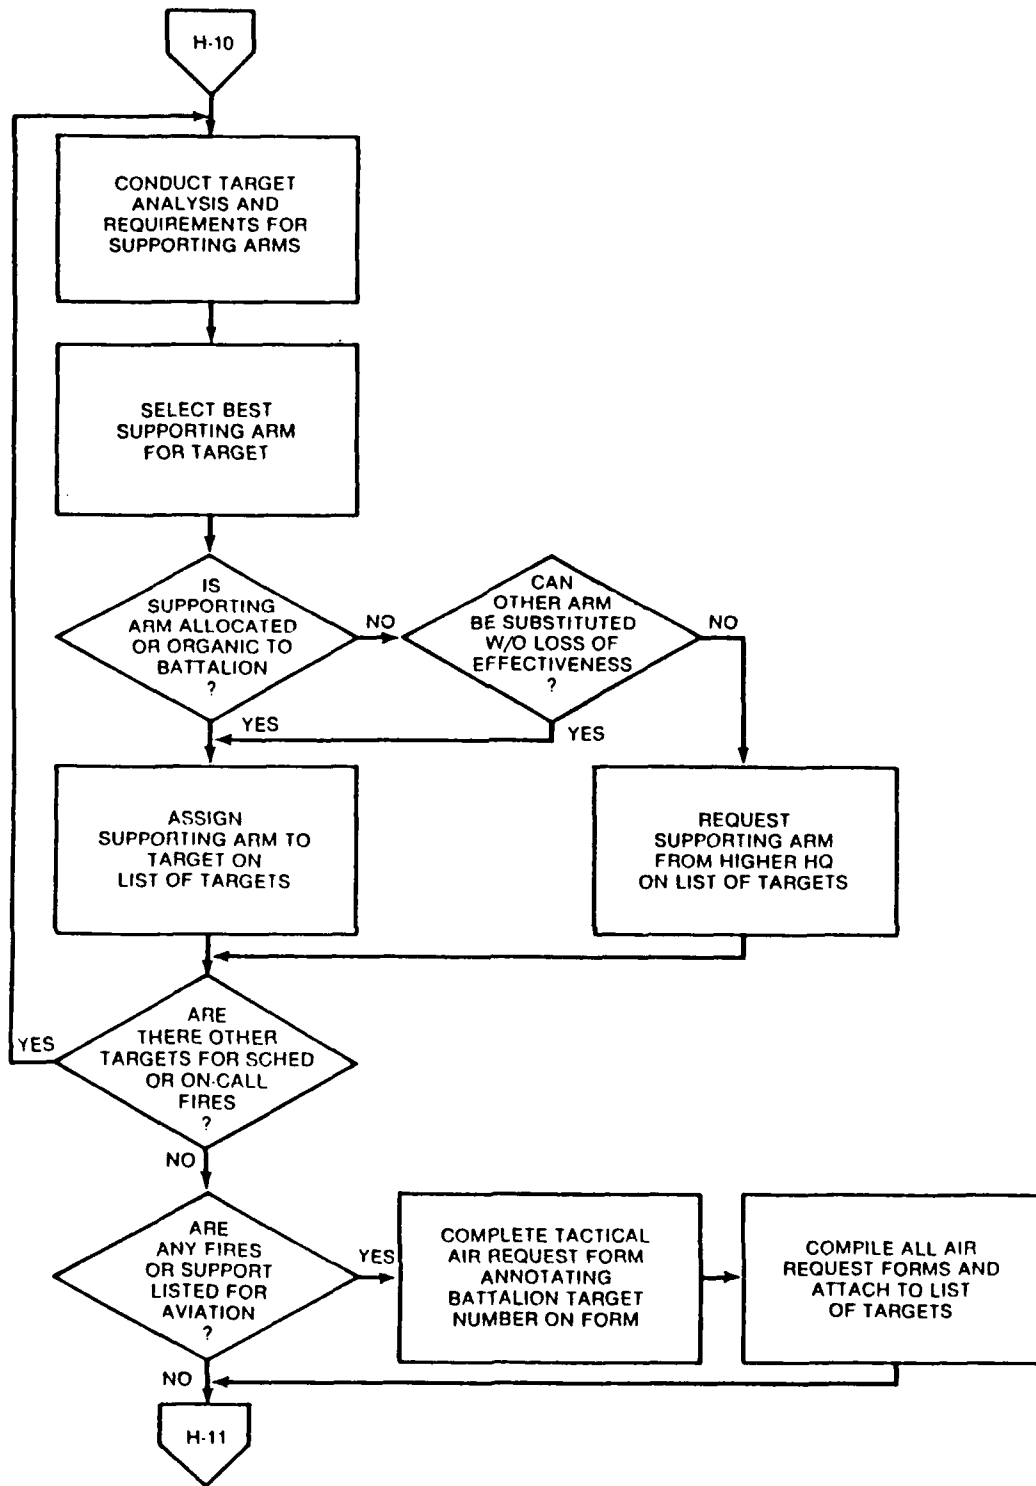 H-10
CONDUCT TARGET
ANALYSIS AND
REQUIREMENTS FOR
SUPPORTING ARMS
SELECT BEST
SUPPORTING ARM
FOR TARGET
IS
SUPPORTING
ARM ALLOCATED
OR ORGANIC TO
BATTALION
?
NO
CAN
OTHER ARM
BE SUBSTITUTED
W/O LOSS OF
EFFECTIVENESS
?
NO
YES
YES
ASSIGN
SUPPORTING ARM TO
TARGET ON
LIST OF TARGETS
REQUEST
SUPPORTING ARM
FROM HIGHER HQ
ON LIST OF TARGETS
YES
ARE
THERE OTHER
TARGETS FOR SCHED
OR ON-CALL
FIRES
?
NO
ARE
ANY FIRES
OR SUPPORT
LISTED FOR
AVIATION
?
YES
COMPLETE TACTICAL
AIR REQUEST FORM
ANNOTATING
BATTALION TARGET
NUMBER ON FORM
COMPILE ALL AIR
REQUEST FORMS AND
ATTACH TO LIST
OF TARGETS
NO
H-11